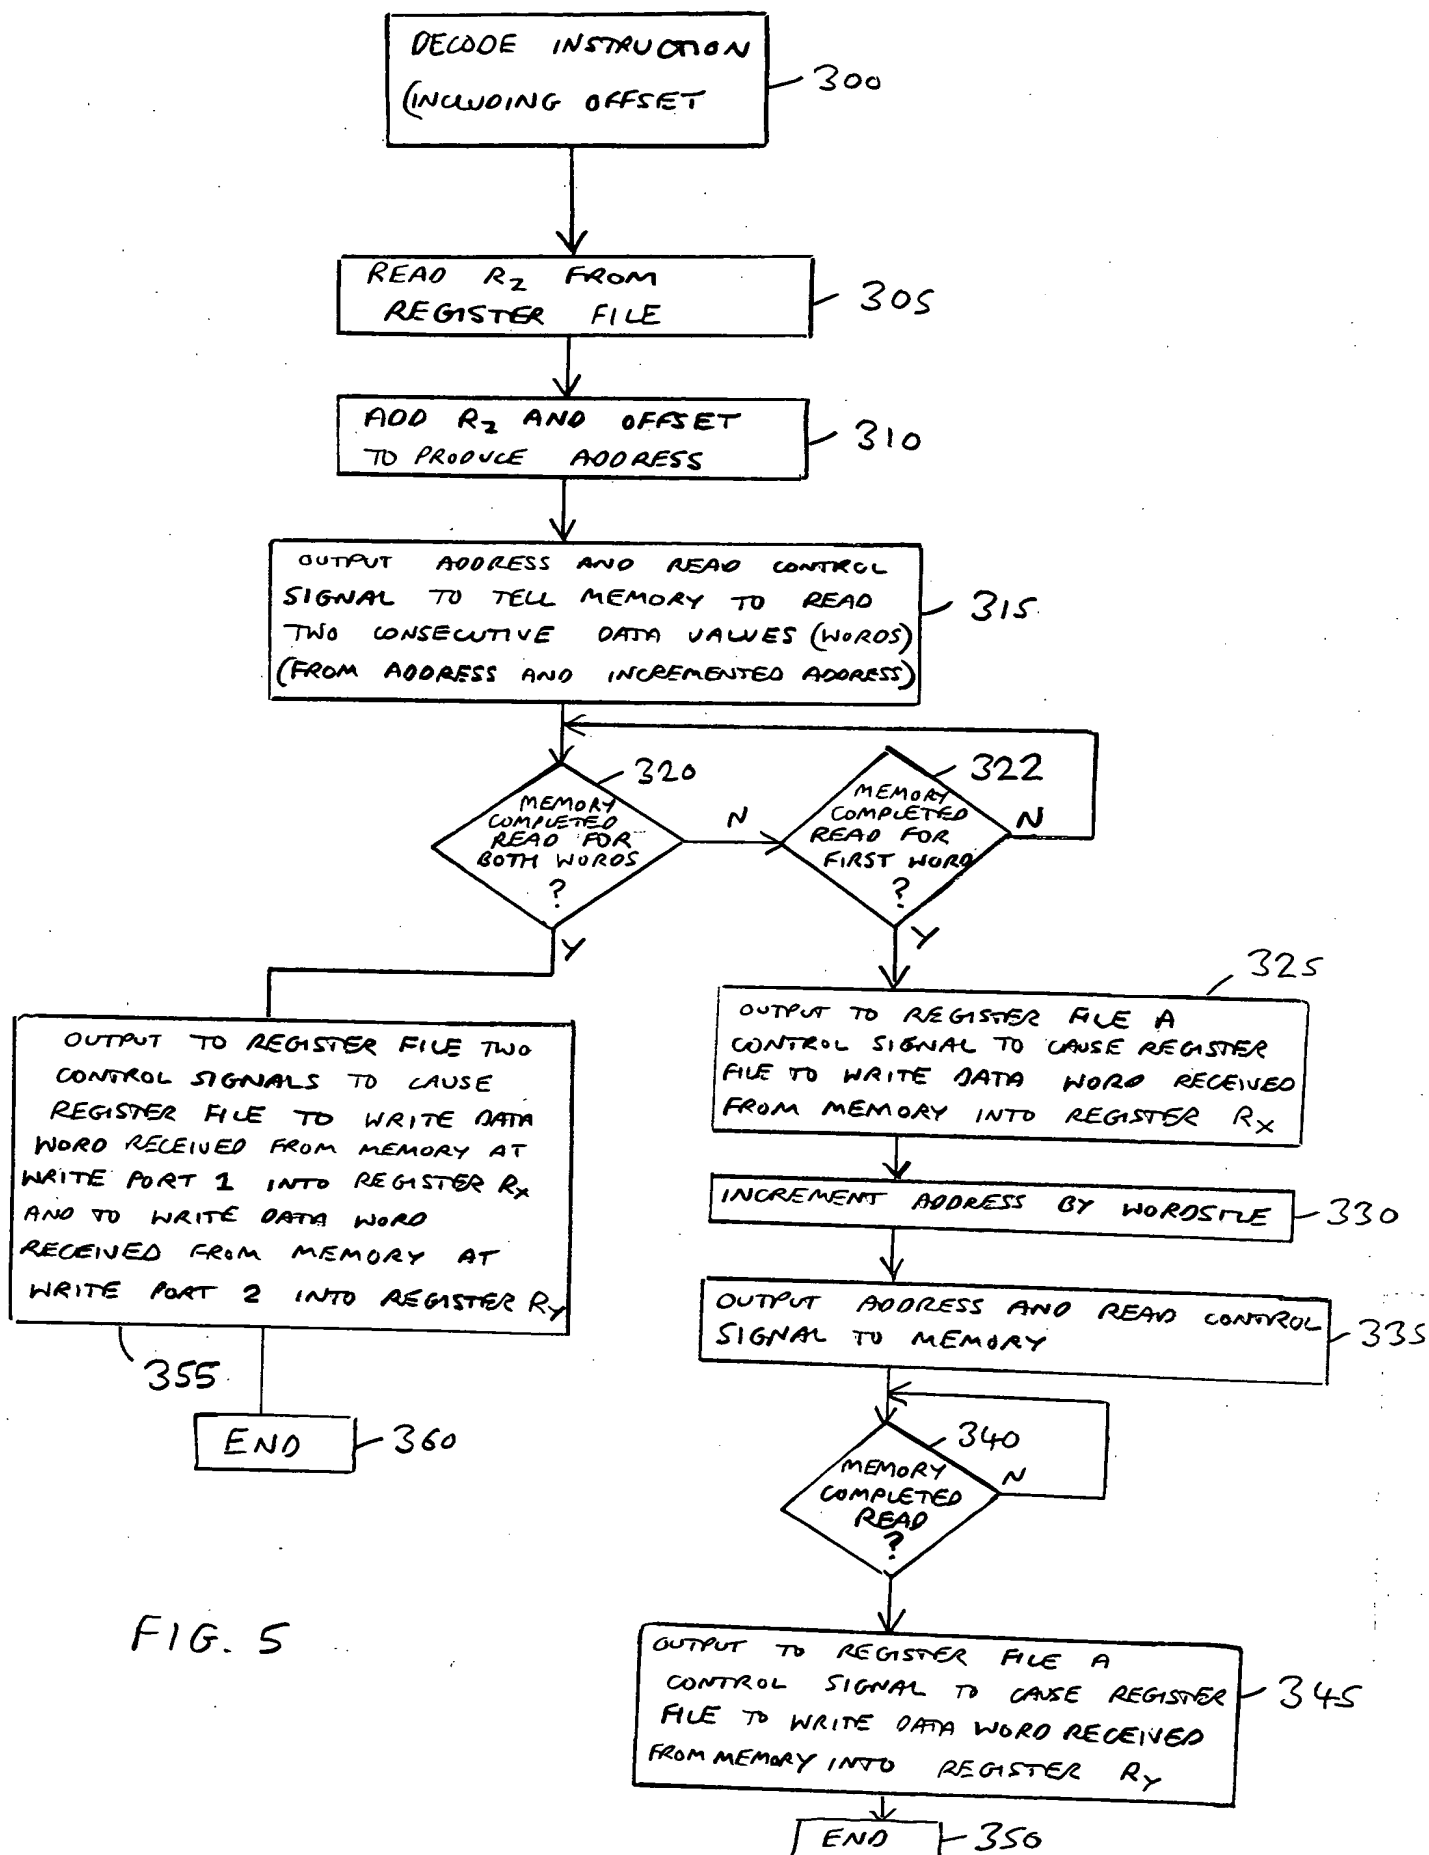 DECODE INSTRUCTION
(INCLUDING OFFSET
300
READ Rz FROM
REGISTER FILE
305
ADD Rz AND OFFSET
TO PRODUCE ADDRESS
310
OUTPUT ADDRESS AND READ CONTROL
SIGNAL TO TELL MEMORY TO READ
TWO CONSECUTIVE DATA VALUES (WORDS)
(FROM ADDRESS AND INCREMENTED ADDRESS)
315
320
MEMORY
COMPLETED
READ FOR
BOTH WORDS
?
N
Y
322
MEMORY
COMPLETED
READ FOR
FIRST WORD
?
N
Y
325
OUTPUT TO REGISTER FILE A
CONTROL SIGNAL TO CAUSE REGISTER
FILE TO WRITE DATA WORD RECEIVED
FROM MEMORY INTO REGISTER Rx
OUTPUT TO REGISTER FILE TWO
CONTROL SIGNALS TO CAUSE
REGISTER FILE TO WRITE DATA
WORD RECEIVED FROM MEMORY AT
WRITE PORT 1 INTO REGISTER Rx
AND TO WRITE DATA WORD
RECEIVED FROM MEMORY AT
WRITE PORT 2 INTO REGISTER Ry
355
END
360
INCREMENT ADDRESS BY WORDSIZE
330
OUTPUT ADDRESS AND READ CONTROL
SIGNAL TO MEMORY
335
340
MEMORY
COMPLETED
READ
?
N
OUTPUT TO REGISTER FILE A
CONTROL SIGNAL TO CAUSE REGISTER
FILE TO WRITE DATA WORD RECEIVED
FROM MEMORY INTO REGISTER Ry
345
END
350
FIG. 5